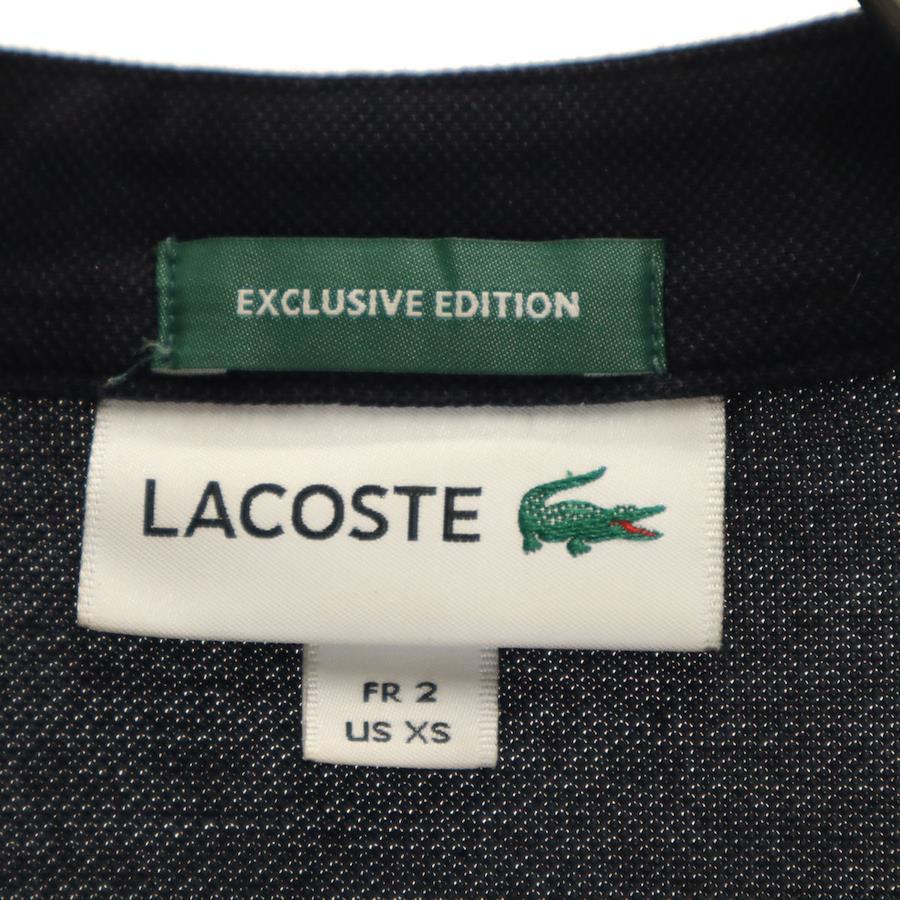 EXCLUSIVE EDITION
LACOSTE
FR 2
US XS